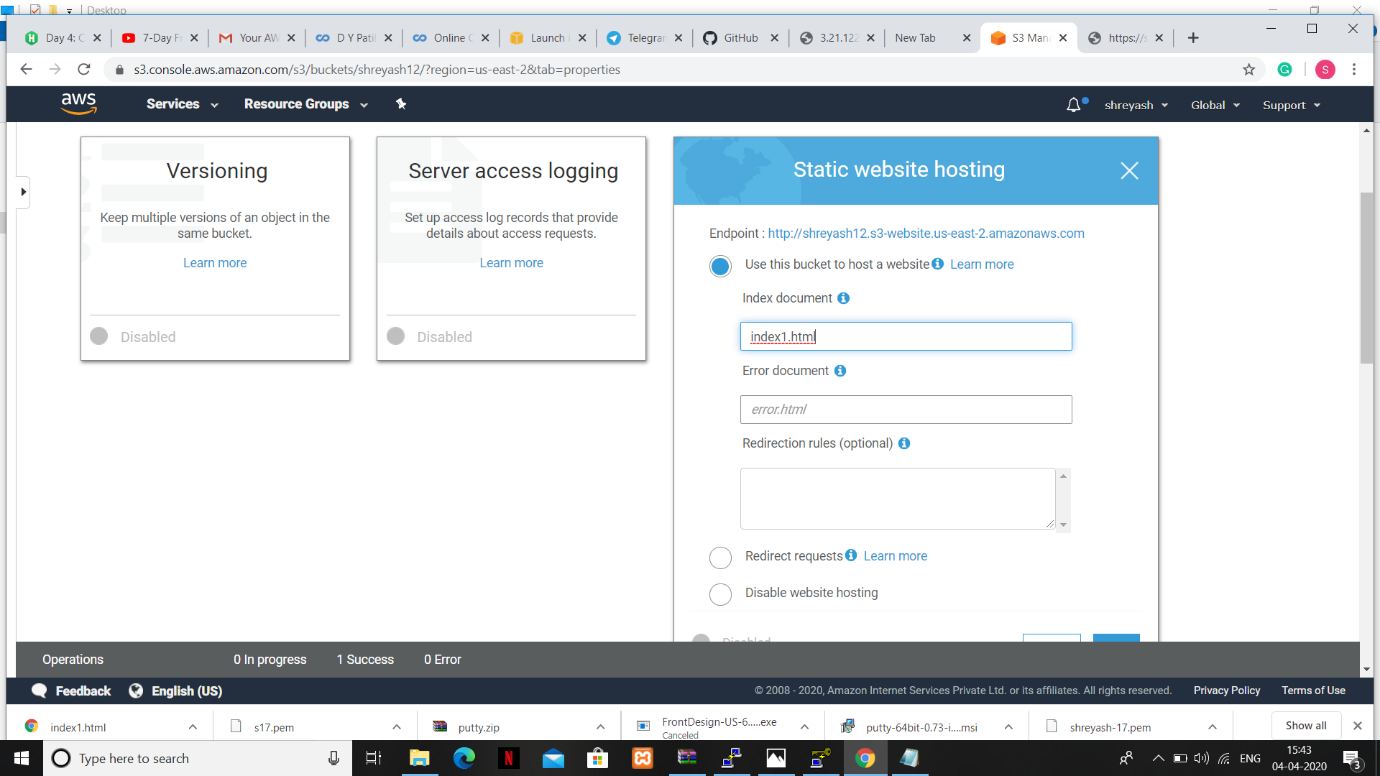 Desktop
Day 4: C
7-Day F
Your AW
D Y Patil
Online C
Launch
Telegram
GitHub
3.21.122
New Tab
S3 Man
https://
s3.console.aws.amazon.com/s3/buckets/shreyash12/?region=us-east-2&tab=properties
S
aws
Services
Resource Groups
shreyash
Global
Support
Versioning
Keep multiple versions of an object in the
same bucket.
Learn more
Disabled
Server access logging
Set up access log records that provide
details about access requests.
Learn more
Disabled
Static website hosting
Endpoint : http://shreyash12.s3-website.us-east-2.amazonaws.com
Use this bucket to host a website Learn more
Index document
index1.html
Error document
error.html
Redirection rules (optional)
Redirect requests Learn more
Disable website hosting
Disabled
Operations
0 In progress
1 Success
0 Error
Feedback
English (US)
© 2008 - 2020, Amazon Internet Services Private Ltd. or its affiliates. All rights reserved.
Privacy Policy
Terms of Use
index1.html
s17.pem
putty.zip
FrontDesign-US-6.....exe
Canceled
putty-64bit-0.73-i....msi
shreyash-17.pem
Show all
Type here to search
ENG
15:43
04-04-2020
3